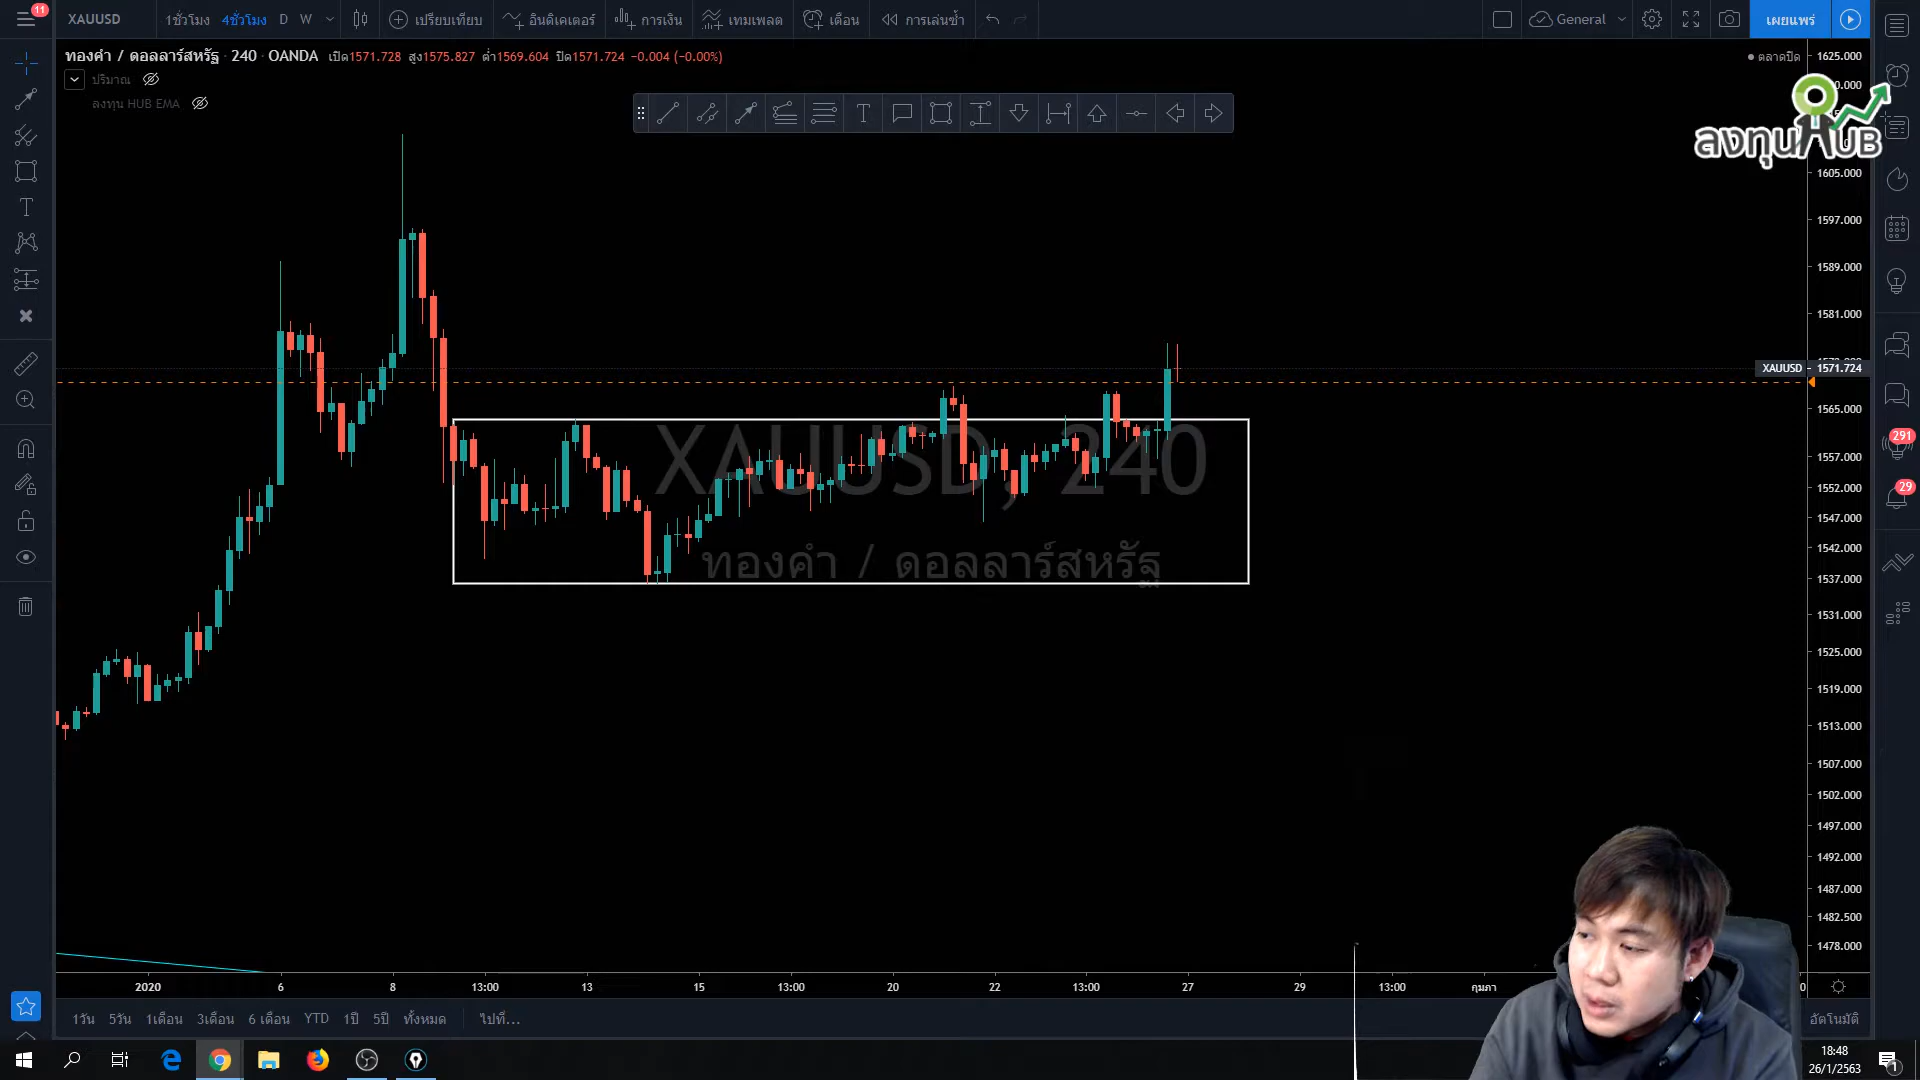 11
XAUUSD
1ชั่วโมง 4ชั่วโมง D W
เปรียบเทียบ
อินดิเคเตอร์
การเงิน
เทมเพลต
เตือน
การเล่นซ้ำ
General
เผยแพร่
ทองคำ / ดอลลาร์สหรัฐ · 240 · OANDA เปิด1571.728 สูง1575.827 ต่ำ1569.604 ปิด1571.724 −0.004 (−0.00%)
ตลาดปิด
ปริมาณ
ลงทุน HUB EMA
ลงทุนHUB
1625.000
1605.000
1597.000
1589.000
1581.000
XAUUSD 1571.724
1565.000
1557.000
1552.000
1547.000
1542.000
1537.000
1531.000
1525.000
1519.000
1513.000
1507.000
1502.000
1497.000
1492.000
1487.000
1482.500
1478.000
XAUUSD, 240
ทองคำ / ดอลลาร์สหรัฐ
291
29
2020 6 8 13:00 13 15 13:00 20 22 13:00 27 29 13:00 กุมภา
1วัน 5วัน 1เดือน 3เดือน 6 เดือน YTD 1ปี 5ปี ทั้งหมด ไปที่...
อัตโนมัติ
18:48
26/1/2563
1